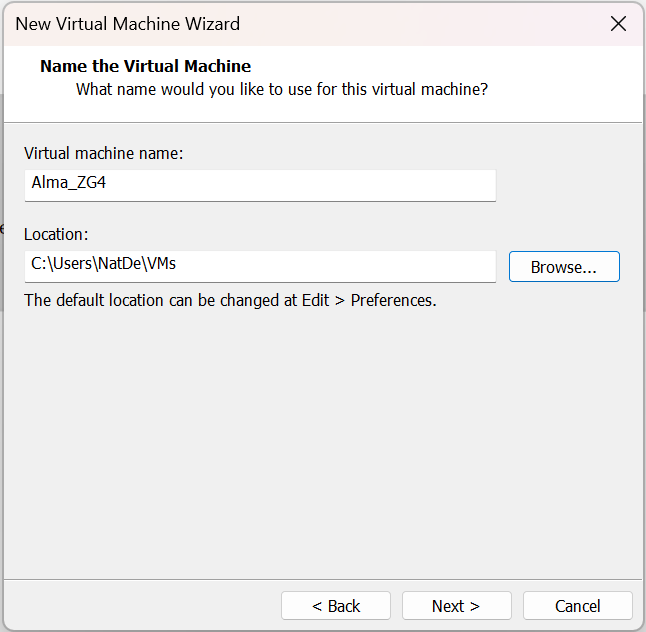 New Virtual Machine Wizard
Name the Virtual Machine
What name would you like to use for this virtual machine?
Virtual machine name:
Alma_ZG4
Location:
C:\Users\NatDe\VMs
Browse...
The default location can be changed at Edit > Preferences.
< Back
Next >
Cancel